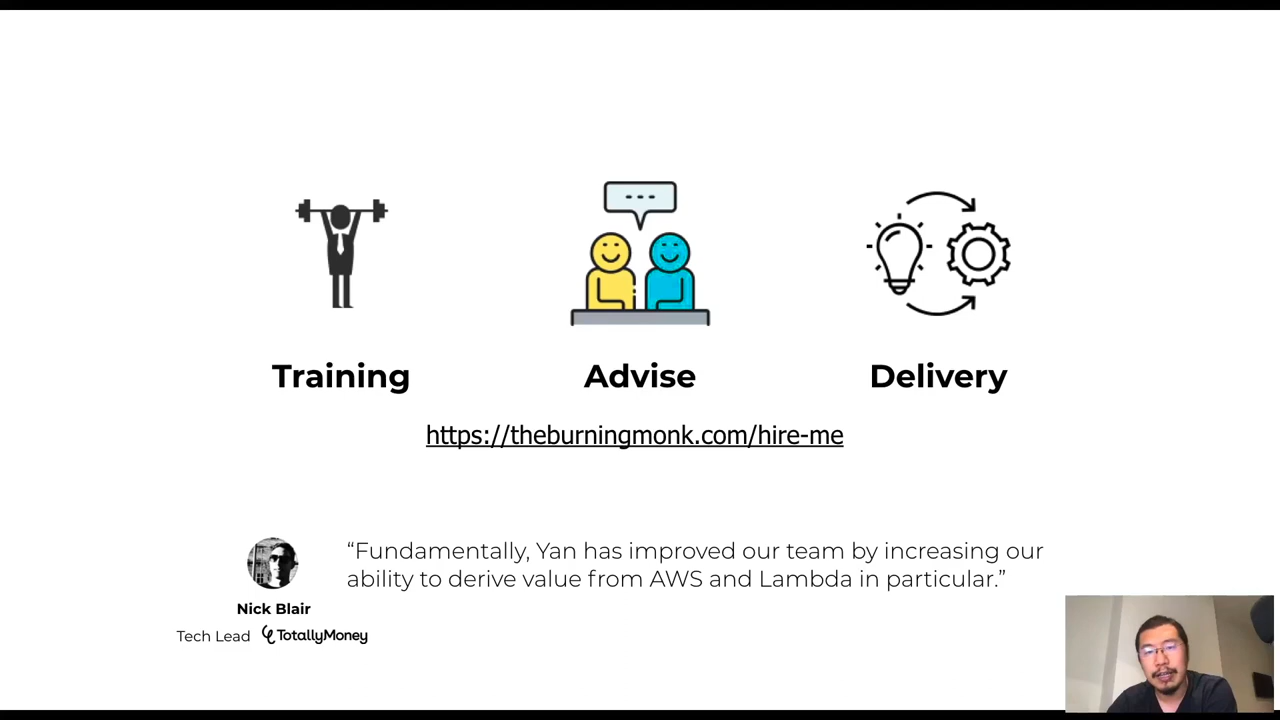 Training
Advise
Delivery
https://theburningmonk.com/hire-me
“Fundamentally, Yan has improved our team by increasing our
ability to derive value from AWS and Lambda in particular.”
Nick Blair
Tech Lead TotallyMoney